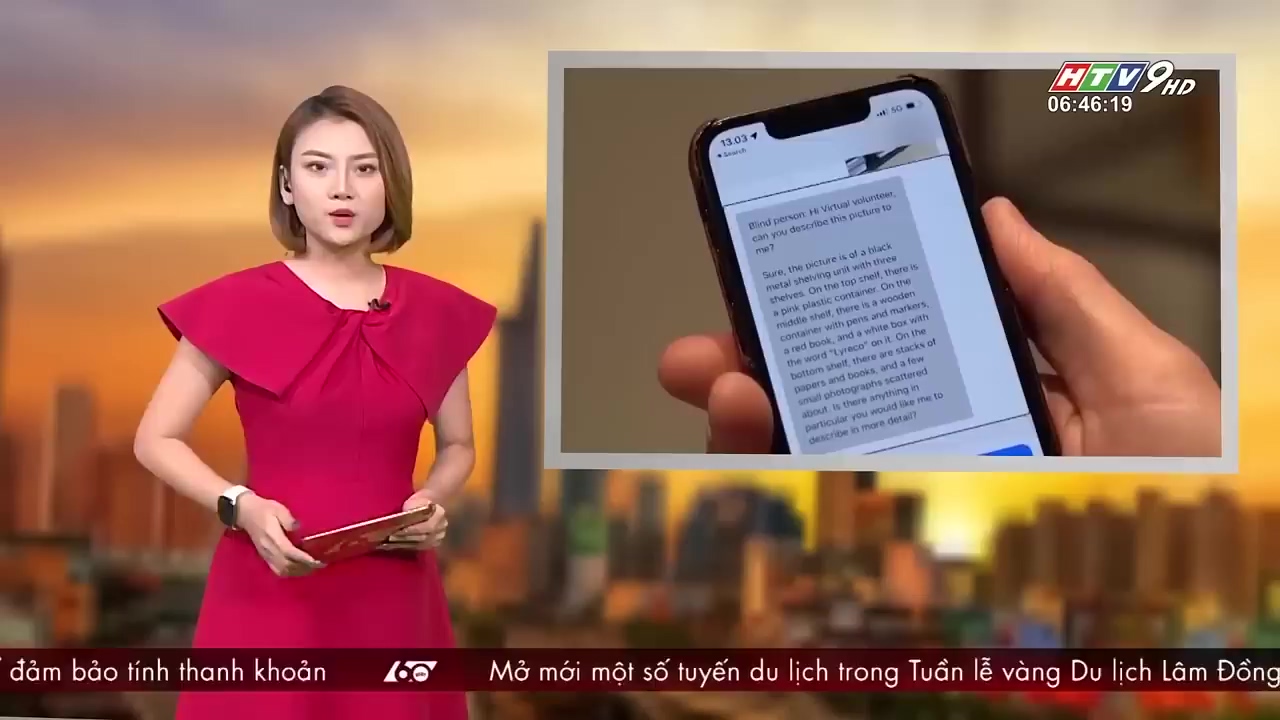 HTV9HD
06:46:19
13.03
5G
Search
Blind person: Hi Virtual volunteer,
can you describe this picture to
me?
Sure, the picture is of a black
metal shelving unit with three
shelves. On the top shelf, there is
a pink plastic container. On the
middle shelf, there is a wooden
container with pens and markers,
a red book, and a white box with
the word "Lyreco" on it. On the
bottom shelf, there are stacks of
papers and books, and a few
small photographs scattered
about. Is there anything in
particular you would like me to
describe in more detail?
đảm bảo tính thanh khoản
60 giây
Mở mới một số tuyến du lịch trong Tuần lễ vàng Du lịch Lâm Đồng